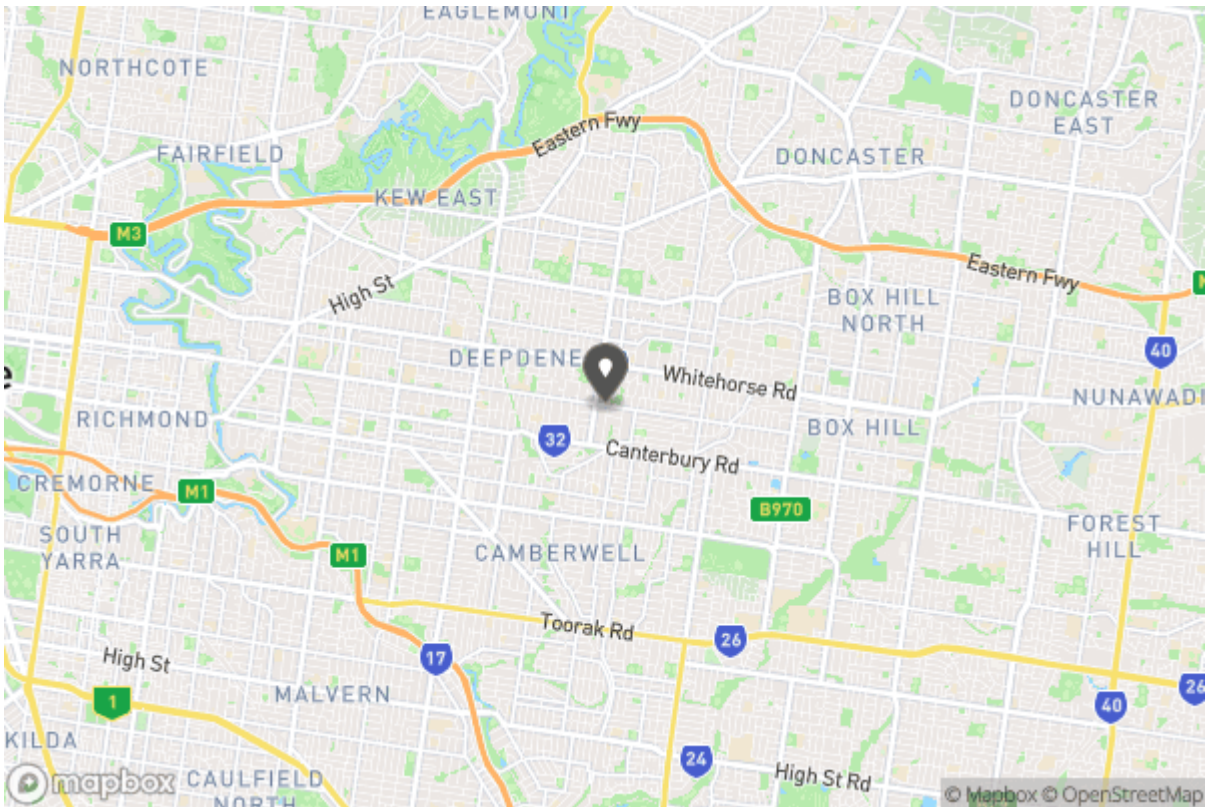 EAGLEMONT
NORTHCOTE
DONCASTER
EAST
Eastern Fwy
FAIRFIELD
DONCASTER
KEW EAST
M3
Eastern Fwy
High St
BOX HILL
NORTH
40
DEEPDENE
Whitehorse Rd
e
NUNAWADI
RICHMOND
BOX HILL
32
Canterbury Rd
CREMORNE
M1
B970
SOUTH
YARRA
FOREST
HILL
M1
CAMBERWELL
Toorak Rd
26
High St
17
MALVERN
26
1
40
KILDA
24
mapbox
CAULFIELD
NORTH
High St Rd
© Mapbox © OpenStreetMap